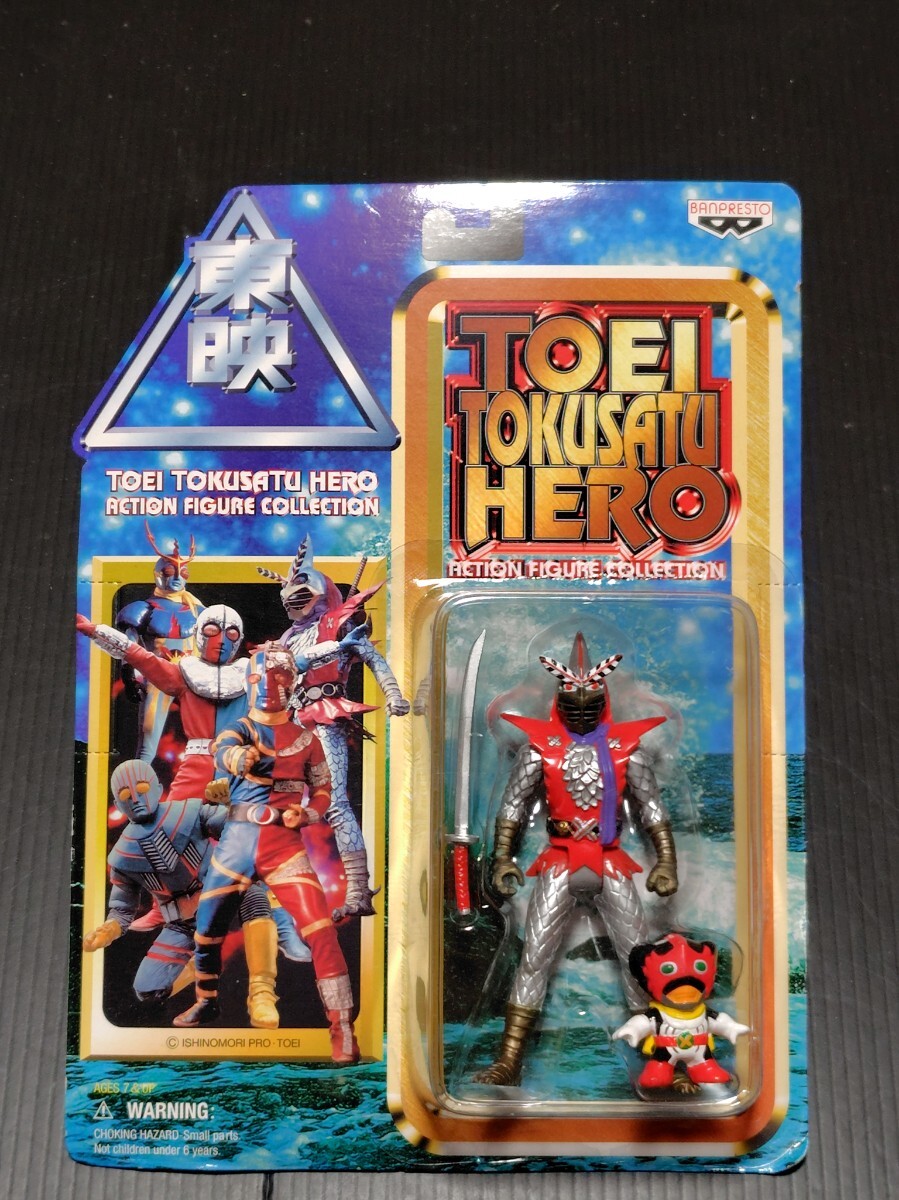 BANPRESTO
東
映
TOEI
TOKUSATU
HERO
ACTION FIGURE COLLECTION
TOEI TOKUSATU HERO
ACTION FIGURE COLLECTION
© ISHINOMORI PRO・TOEI
AGES 7 & UP
⚠ WARNING:
CHOKING HAZARD-Small parts.
Not children under 6 years.